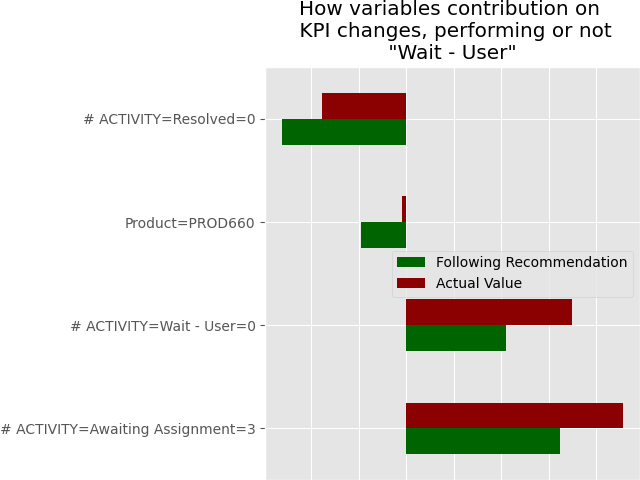 How variables contribution on
KPI changes, performing or not
"Wait - User"
# ACTIVITY=Resolved=0
Product=PROD660
Following Recommendation
Actual Value
# ACTIVITY=Wait - User=0
# ACTIVITY=Awaiting Assignment=3